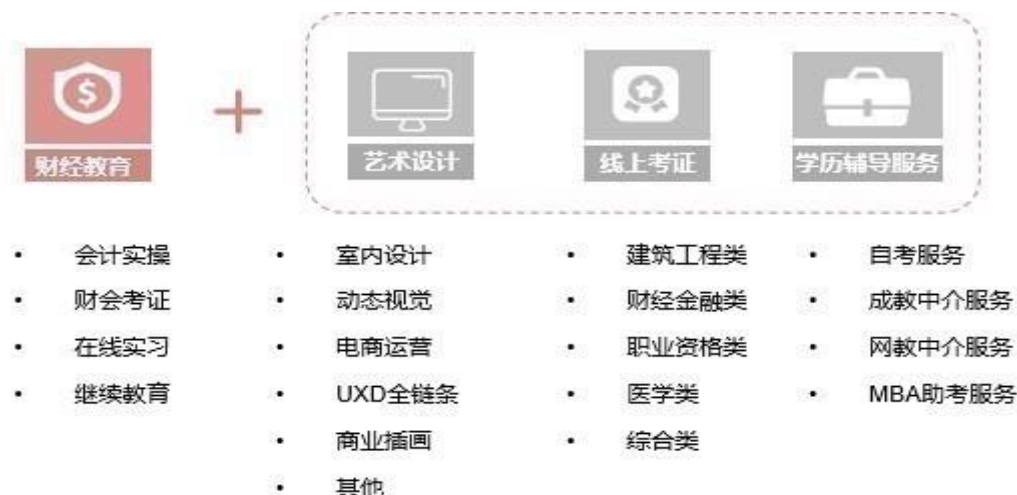 财经教育
+
艺术设计
线上考证
学历辅导服务
• 会计实操
• 财会考证
• 在线实习
• 继续教育
• 室内设计
• 动态视觉
• 电商运营
• UXD全链条
• 商业插画
• 其他
• 建筑工程类
• 财经金融类
• 职业资格类
• 医学类
• 综合类
• 自考服务
• 成教中介服务
• 网教中介服务
• MBA助考服务